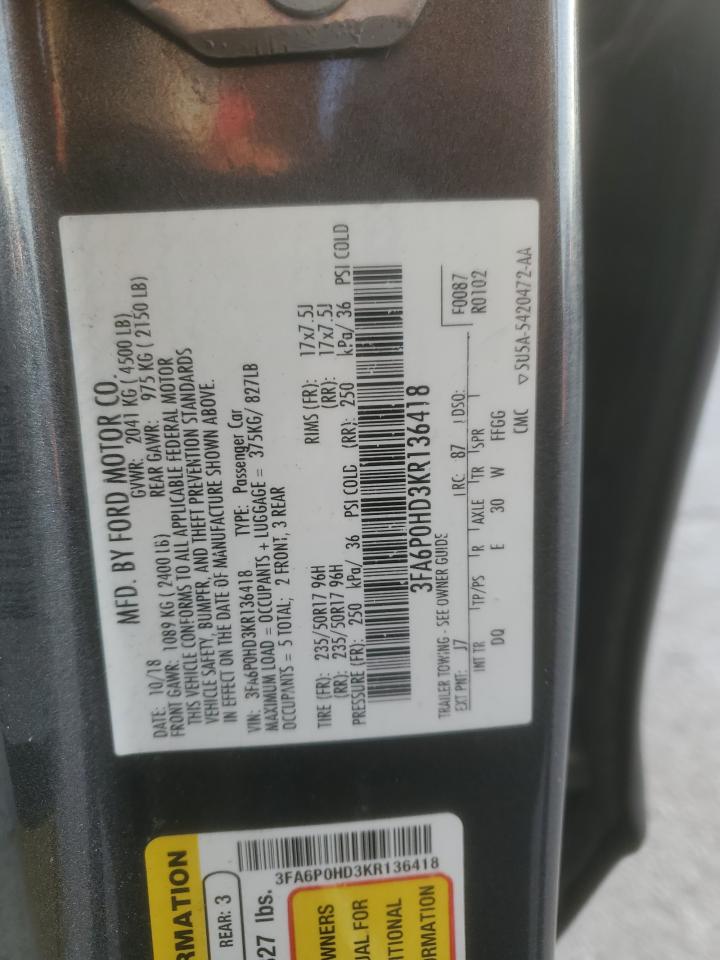 MFD. BY FORD MOTOR CO.
DATE: 10/18 GVWR: 2041 KG ( 4500 LB)
FRONT GAWR: 1089 KG ( 2400 LB) REAR GAWR: 975 KG ( 2150 LB)
THIS VEHICLE CONFORMS TO ALL APPLICABLE FEDERAL MOTOR
VEHICLE SAFETY, BUMPER, AND THEFT PREVENTION STANDARDS
IN EFFECT ON THE DATE OF MANUFACTURE SHOWN ABOVE.
VIN: 3FA6P0HD3KR136418 TYPE: Passenger Car
MAXIMUM LOAD = OCCUPANTS + LUGGAGE = 375KG/ 827LB
OCCUPANTS = 5 TOTAL; 2 FRONT, 3 REAR
TIRE (FR): 235/50R17 96H RIMS (FR): 17x7.5J
(RR): 235/50R17 96H (RR): 17x7.5J
PRESSURE (FR): 250 kPa/ 36 PSI COLD (RR): 250 kPa/ 36 PSI COLD
3FA6P0HD3KR136418
TRAILER TOWING - SEE OWNER GUIDE
EXT PNT: J7 RC: 87 DSO: F0087
R0102
INT TR TP/PS R AXLE TR SPR
DQ E 30 W FFGG
CMC ▽5U5A-5420472-AA
3FA6P0HD3KR136418
RMATION
REAR: 3
627 lbs.
OWNERS
UAL FOR
ITIONAL
ORMATION